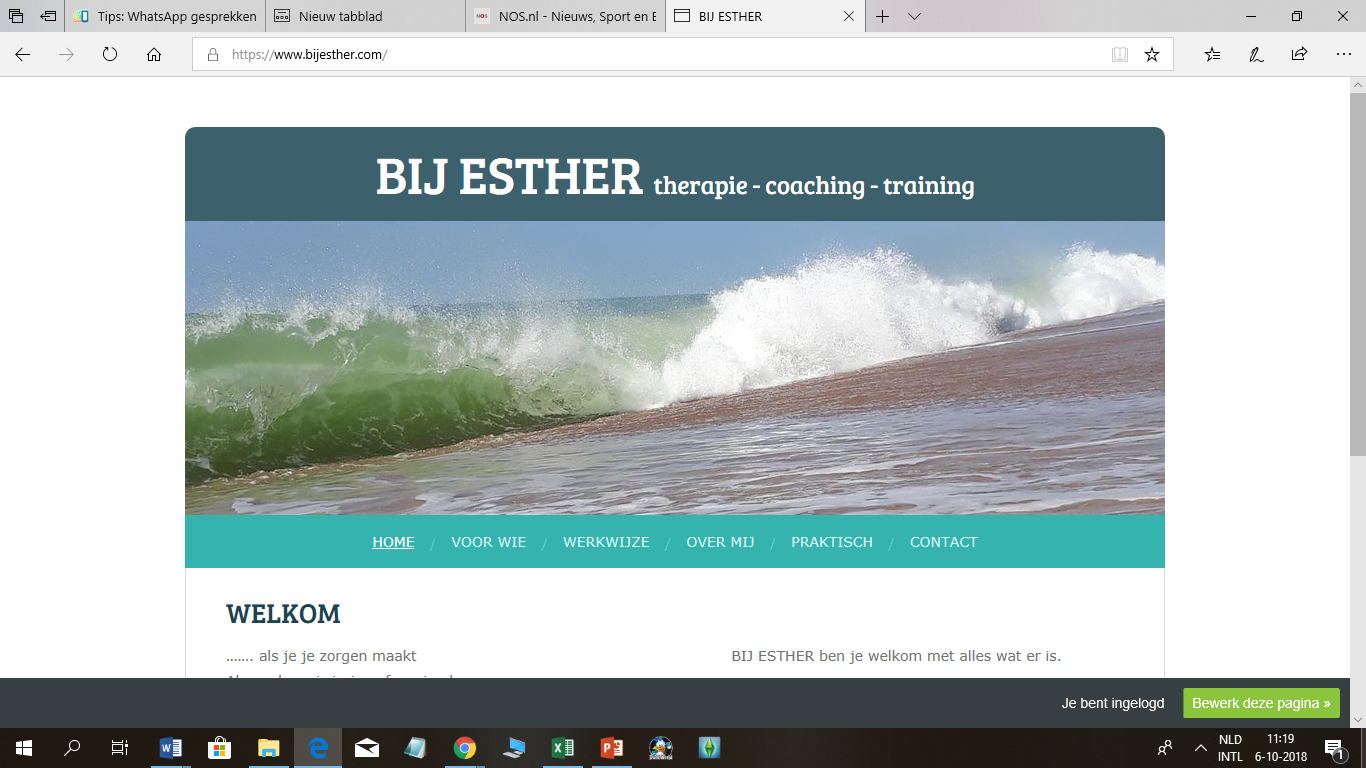 Tips: WhatsApp gesprekken
Nieuw tabblad
NOS.nl - Nieuws, Sport en E
BIJ ESTHER
https://www.bijesther.com/
BIJ ESTHER therapie - coaching - training
HOME / VOOR WIE / WERKWIJZE / OVER MIJ / PRAKTISCH / CONTACT
WELKOM
....... als je je zorgen maakt
BIJ ESTHER ben je welkom met alles wat er is.
Je bent ingelogd
Bewerk deze pagina »
NLD
INTL
11:19
6-10-2018
1